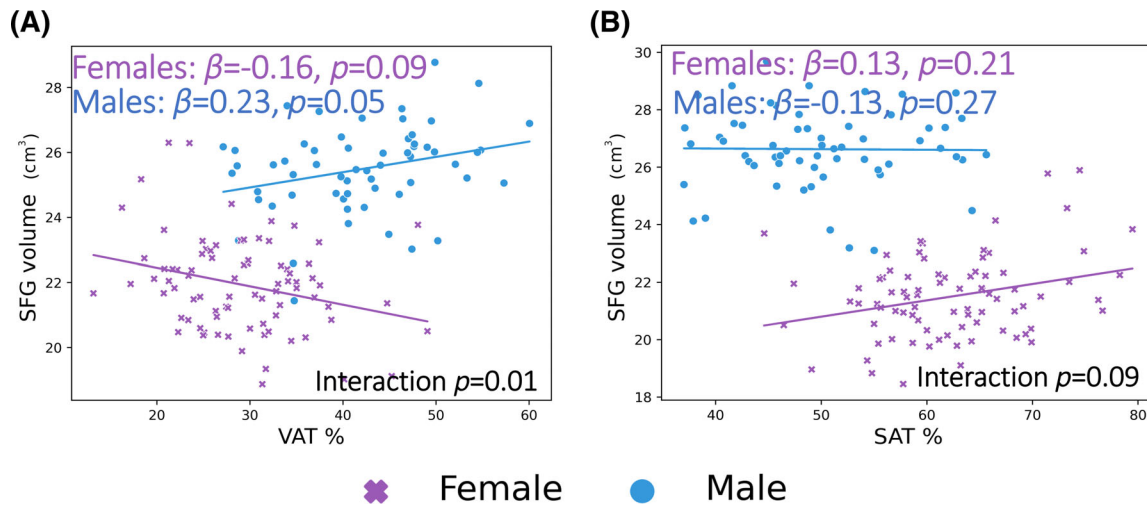 (A)
Females: β=-0.16, p=0.09
Males: β=0.23, p=0.05
28
26
24
22
20
SFG volume (cm³)
Interaction p=0.01
20 30 40 50 60
VAT %
(B)
Females: β=0.13, p=0.21
Males: β=-0.13, p=0.27
30
28
26
24
22
20
18
SFG volume (cm³)
Interaction p=0.09
40 50 60 70 80
SAT %
Female Male